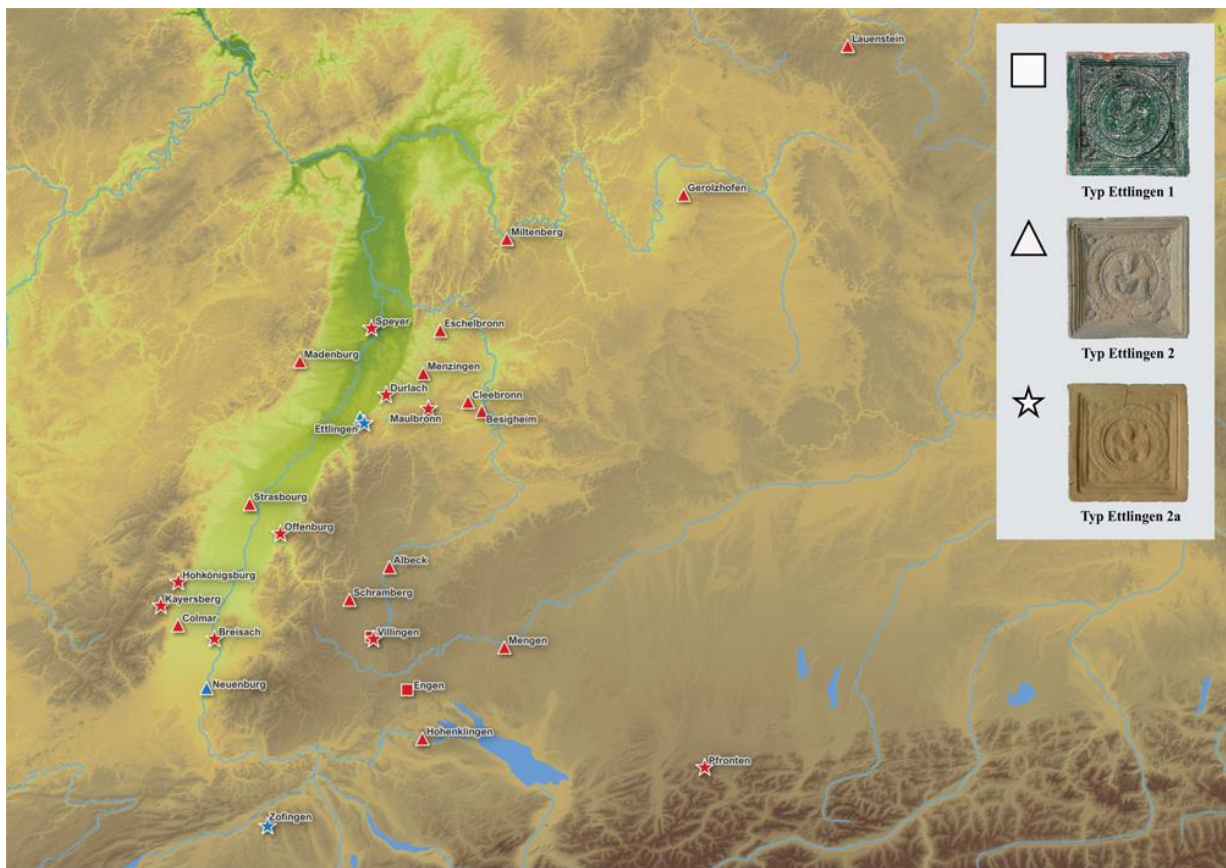 Lauenstein
Gerolzhofen
Miltenberg
Speyer
Eschelbronn
Madenburg
Menzingen
Durlach
Cleebronn
Maulbronn
Besigheim
Ettlingen
Strasbourg
Offenburg
Albeck
Hohkönigsburg
Schramberg
Kayersberg
Colmar
Breisach
Villingen
Mengen
Neuenburg
Engen
Hohenklingen
Pfronten
Zofingen
Typ Ettlingen 1
Typ Ettlingen 2
Typ Ettlingen 2a